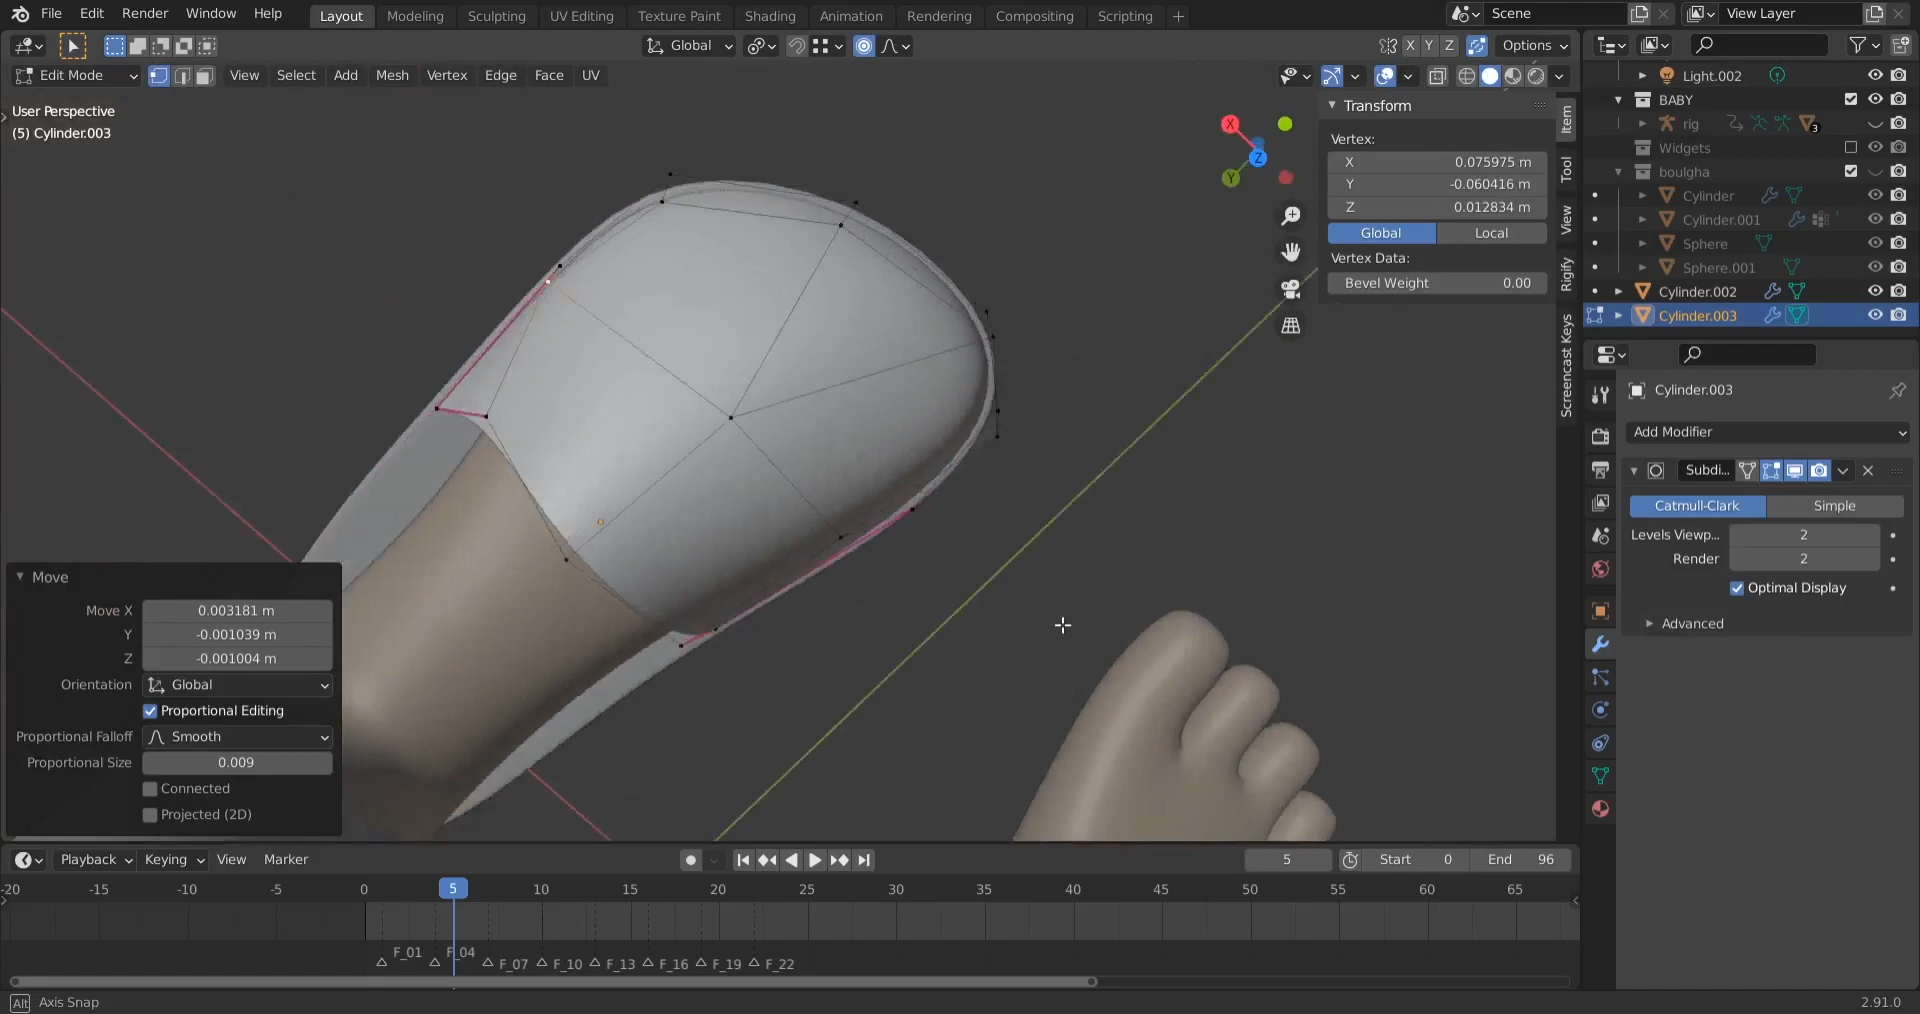 File Edit Render Window Help Layout Modeling Sculpting UV Editing Texture Paint Shading Animation Rendering Compositing Scripting + Scene View Layer
Global X Y Z Options
Edit Mode View Select Add Mesh Vertex Edge Face UV
User Perspective
(5) Cylinder.003
X
Y
Z
Transform
Vertex:
X 0.075975 m
Y -0.060416 m
Z 0.012834 m
Global Local
Vertex Data:
Bevel Weight 0.00
Item
Tool
View
Rigify
Screencast Keys
Light.002
BABY
rig 3
Widgets
boulgha
Cylinder
Cylinder.001
Sphere
Sphere.001
Cylinder.002
Cylinder.003
Cylinder.003
Add Modifier
Subdi...
Catmull-Clark Simple
Levels Viewp... 2
Render 2
Optimal Display
Advanced
Move
Move X 0.003181 m
Y -0.001039 m
Z -0.001004 m
Orientation Global
Proportional Editing
Proportional Falloff Smooth
Proportional Size 0.009
Connected
Projected (2D)
Playback Keying View Marker 5 Start 0 End 96
-20 -15 -10 -5 0 5 10 15 20 25 30 35 40 45 50 55 60 65
F_01 F_04 F_07 F_10 F_13 F_16 F_19 F_22
Alt Axis Snap 2.91.0